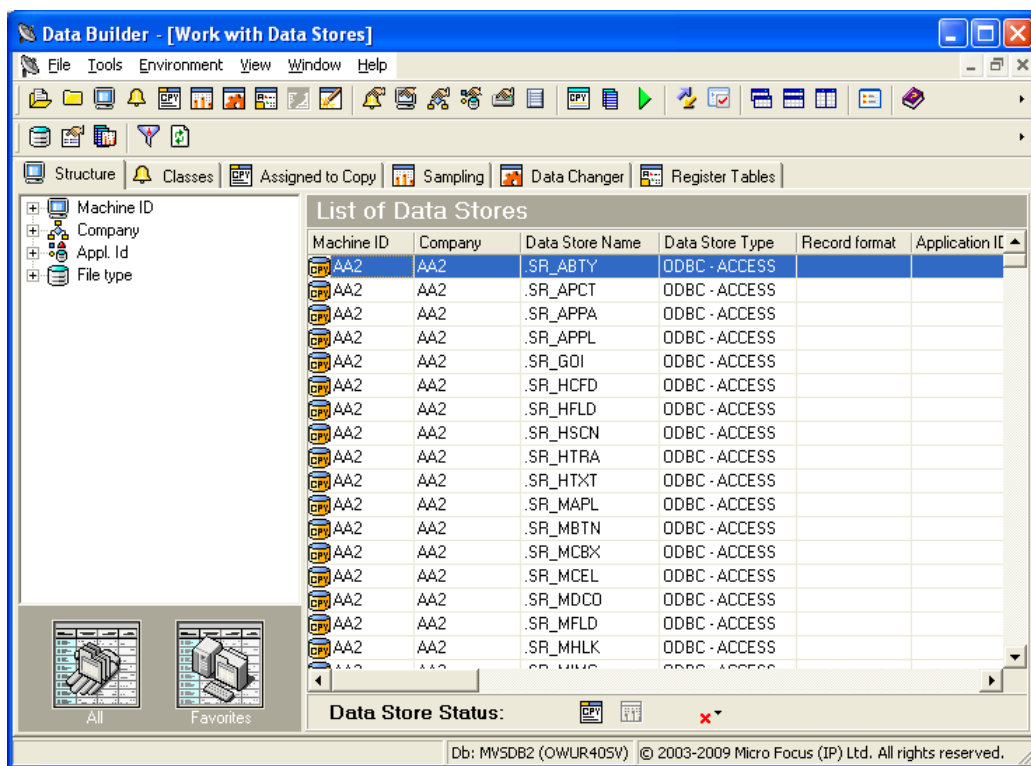 Data Builder - [Work with Data Stores]
File Tools Environment View Window Help
Structure Classes Assigned to Copy Sampling Data Changer Register Tables
Machine ID
Company
Appl. Id
File type
List of Data Stores
Machine ID Company Data Store Name Data Store Type Record format Application ID
AA2 AA2 .SR_ABTY ODBC - ACCESS
AA2 AA2 .SR_APCT ODBC - ACCESS
AA2 AA2 .SR_APPA ODBC - ACCESS
AA2 AA2 .SR_APPL ODBC - ACCESS
AA2 AA2 .SR_GOI ODBC - ACCESS
AA2 AA2 .SR_HCFD ODBC - ACCESS
AA2 AA2 .SR_HFLD ODBC - ACCESS
AA2 AA2 .SR_HSCN ODBC - ACCESS
AA2 AA2 .SR_HTRA ODBC - ACCESS
AA2 AA2 .SR_HTXT ODBC - ACCESS
AA2 AA2 .SR_MAPL ODBC - ACCESS
AA2 AA2 .SR_MBTN ODBC - ACCESS
AA2 AA2 .SR_MCBX ODBC - ACCESS
AA2 AA2 .SR_MCEL ODBC - ACCESS
AA2 AA2 .SR_MDCO ODBC - ACCESS
AA2 AA2 .SR_MFLD ODBC - ACCESS
AA2 AA2 .SR_MHLK ODBC - ACCESS
All Favorites
Data Store Status:
Db: MVSDB2 (OWUR40SV) © 2003-2009 Micro Focus (IP) Ltd. All rights reserved.